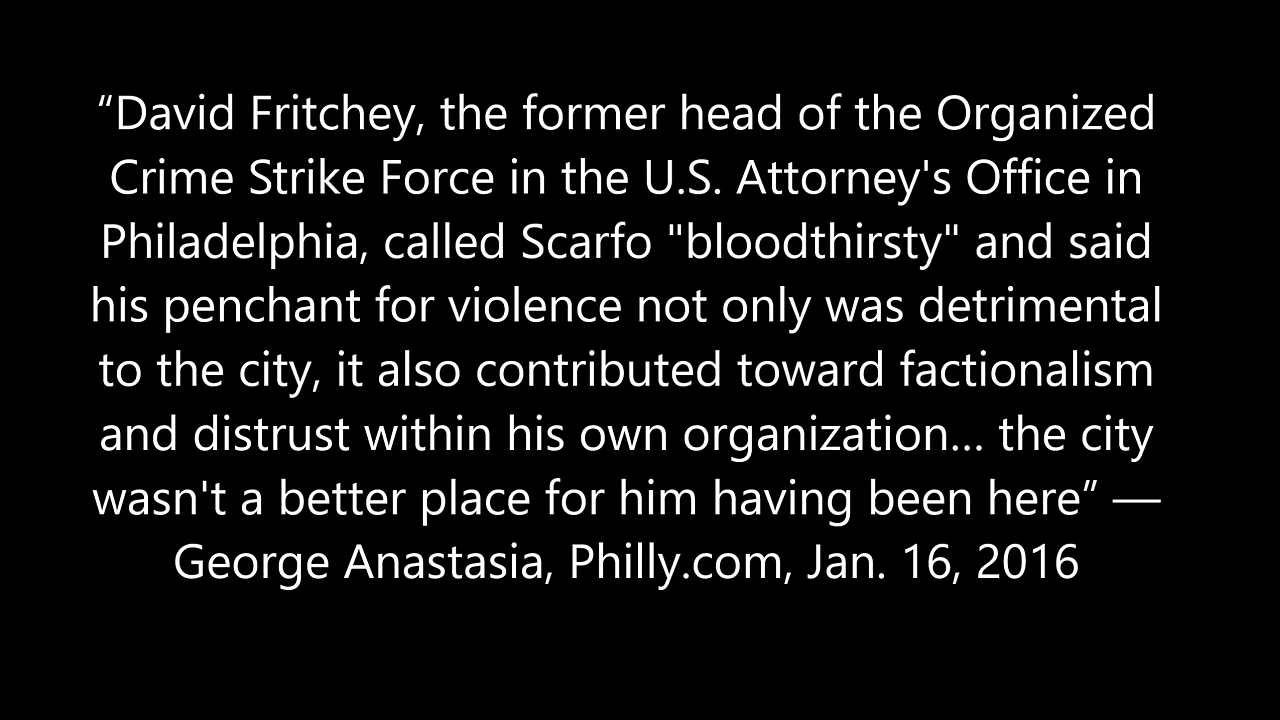 “David Fritchey, the former head of the Organized
Crime Strike Force in the U.S. Attorney's Office in
Philadelphia, called Scarfo "bloodthirsty" and said
his penchant for violence not only was detrimental
to the city, it also contributed toward factionalism
and distrust within his own organization… the city
wasn't a better place for him having been here” —
George Anastasia, Philly.com, Jan. 16, 2016